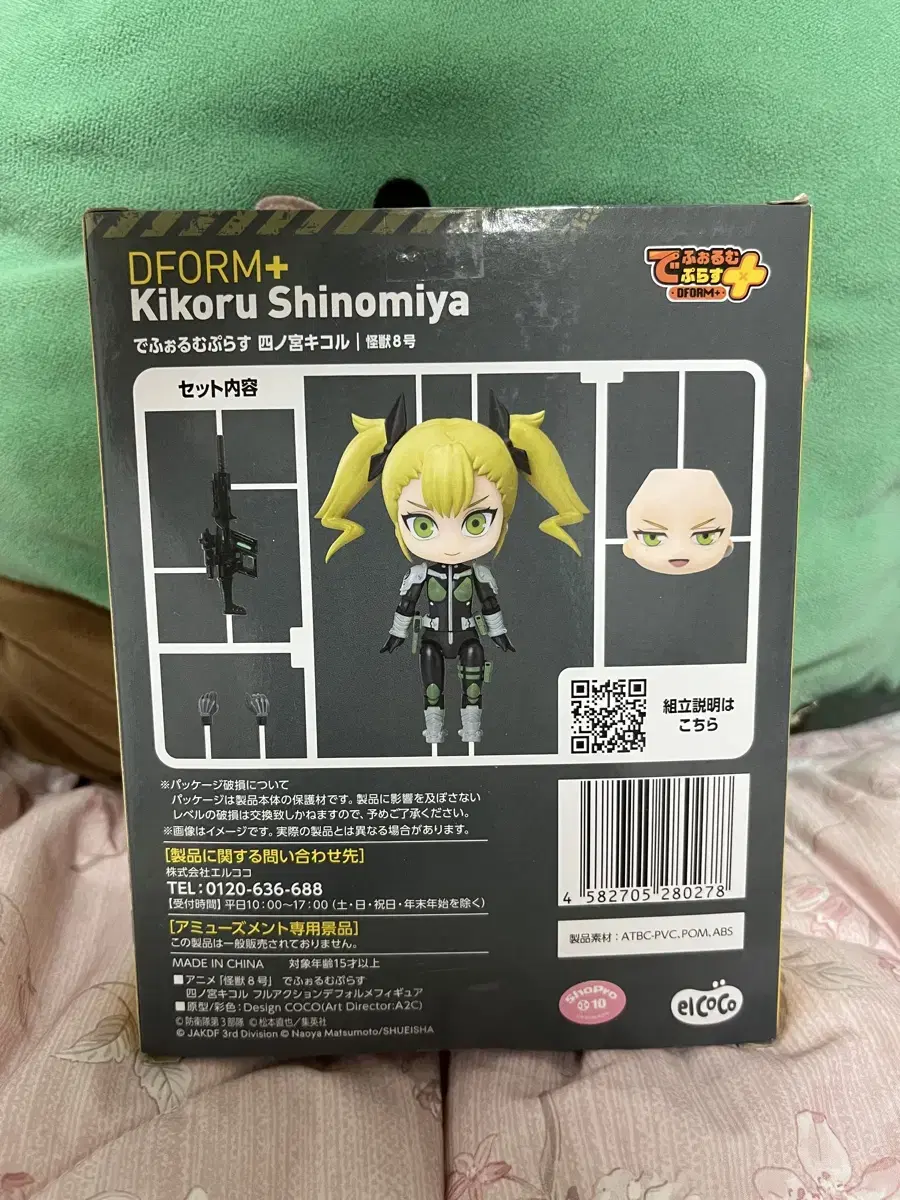 DFORM+
Kikoru Shinomiya
でふぉるむぷらす 四ノ宮キコル | 怪獣8号
でふぉるむ
ぷらす
DFORM+
セット内容
組立説明は
こちら
※パッケージ破損について
パッケージは製品本体の保護材です。製品に影響を及ぼさない
レベルの破損は交換致しかねますので、予めご了承ください。
※画像はイメージです。実際の製品とは異なる場合があります。
[製品に関する問い合わせ先]
株式会社エルココ
TEL:0120-636-688
【受付時間】平日10:00~17:00(土・日・祝日・年末年始を除く)
[アミューズメント専用景品]
この製品は一般販売されておりません。
MADE IN CHINA 対象年齢15才以上
■アニメ「怪獣8号」 でふぉるむぷらす
四ノ宮キコル フルアクションデフォルメフィギュア
■原型/彩色:Design COCO(Art Director:A2C)
©防衛隊第3部隊 ©松本直也/集英社
© JAKDF 3rd Division © Naoya Matsumoto/SHUEISHA
4 582705 280278
製品素材:ATBC-PVC、POM、ABS
ShoPro
10
elCOCO